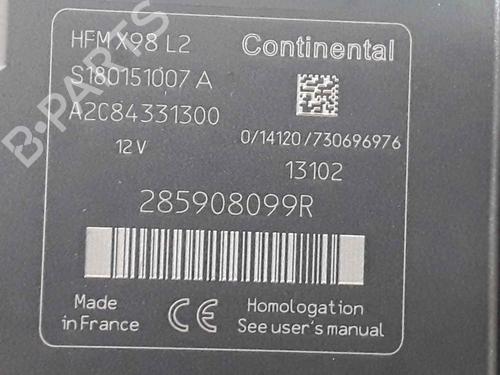 HFM X98 L2
Continental
S180151007 A
A2C84331300
12V
0/14120/730696976
13102
285908099R
Made
in France
CE
Homologation
See user's manual
B-PARTS